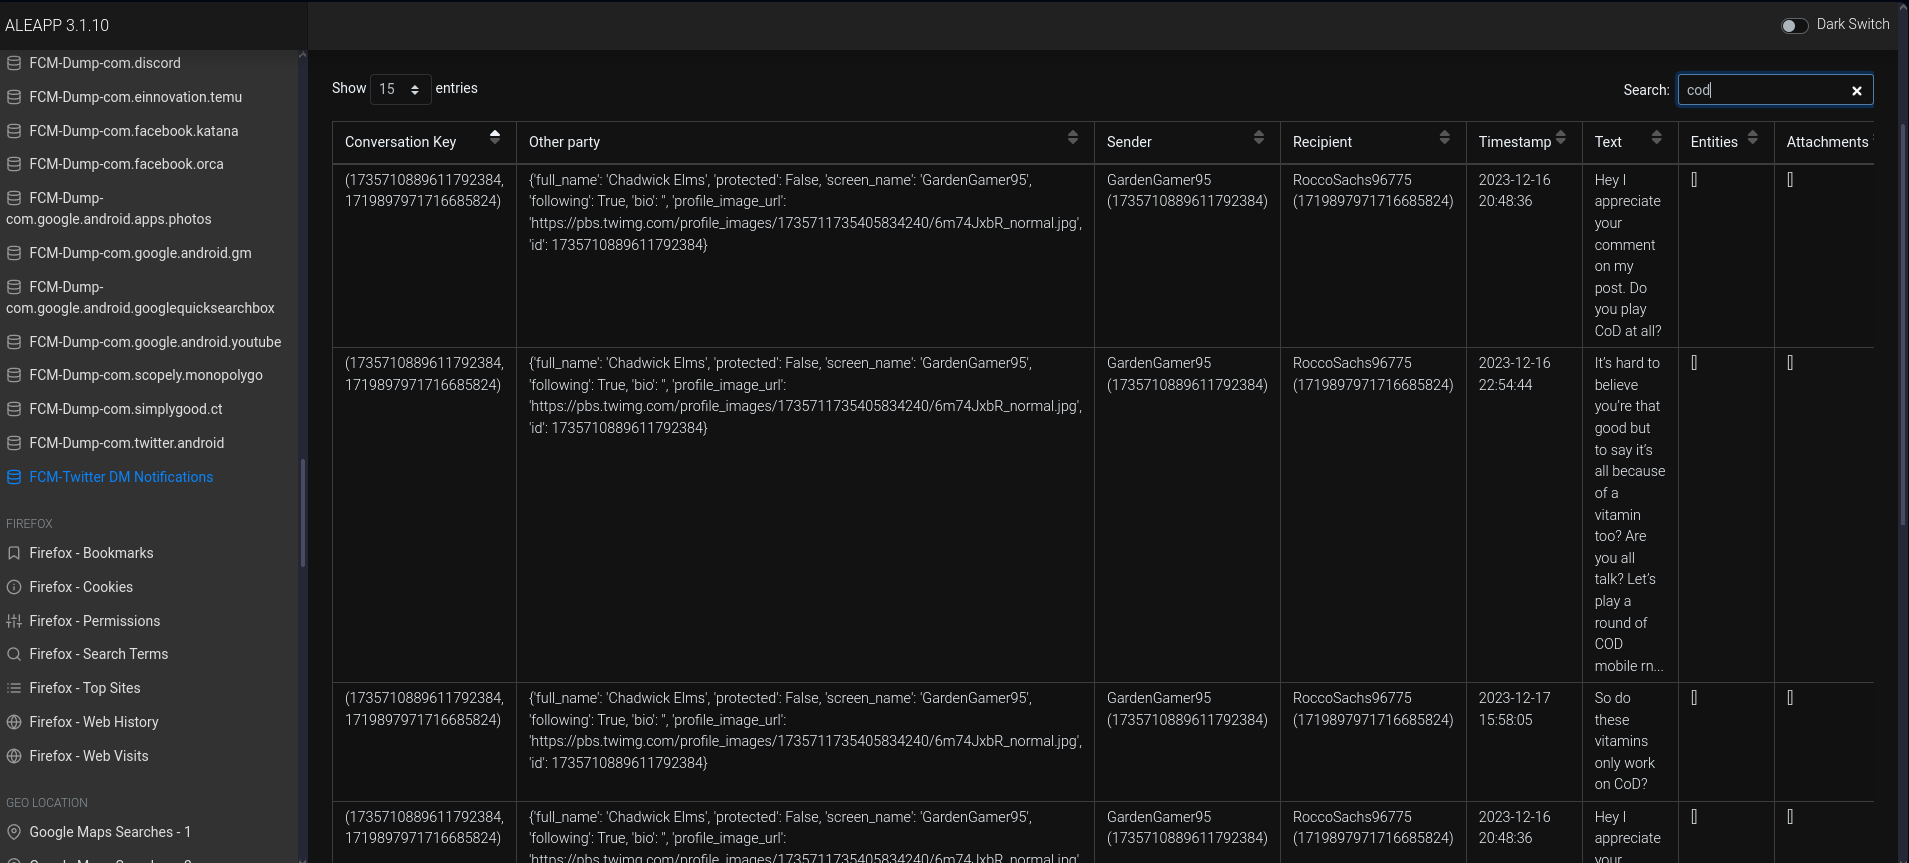 ALEAPP 3.1.10
Dark Switch
FCM-Dump-com.discord
FCM-Dump-com.einnovation.temu
FCM-Dump-com.facebook.katana
FCM-Dump-com.facebook.orca
FCM-Dump-
com.google.android.apps.photos
FCM-Dump-com.google.android.gm
FCM-Dump-
com.google.android.googlequicksearchbox
FCM-Dump-com.google.android.youtube
FCM-Dump-com.scopely.monopolygo
FCM-Dump-com.simplygood.ct
FCM-Dump-com.twitter.android
FCM-Twitter DM Notifications
FIREFOX
Firefox - Bookmarks
Firefox - Cookies
Firefox - Permissions
Firefox - Search Terms
Firefox - Top Sites
Firefox - Web History
Firefox - Web Visits
GEO LOCATION
Google Maps Searches - 1
Show 15 entries
Search: cod
Conversation Key Other party Sender Recipient Timestamp Text Entities Attachments
(1735710889611792384,
1719897971716685824)
{'full_name': 'Chadwick Elms', 'protected': False, 'screen_name': 'GardenGamer95',
'following': True, 'bio': '', 'profile_image_url':
'https://pbs.twimg.com/profile_images/1735711735405834240/6m74JxbR_normal.jpg',
'id': 1735710889611792384}
GardenGamer95
(1735710889611792384)
RoccoSachs96775
(1719897971716685824)
2023-12-16
20:48:36
Hey I
appreciate
your
comment
on my
post. Do
you play
CoD at all?
[]
[]
(1735710889611792384,
1719897971716685824)
{'full_name': 'Chadwick Elms', 'protected': False, 'screen_name': 'GardenGamer95',
'following': True, 'bio': '', 'profile_image_url':
'https://pbs.twimg.com/profile_images/1735711735405834240/6m74JxbR_normal.jpg',
'id': 1735710889611792384}
GardenGamer95
(1735710889611792384)
RoccoSachs96775
(1719897971716685824)
2023-12-16
22:54:44
It's hard to
believe
you're that
good but
to say it's
all because
of a
vitamin
too? Are
you all
talk? Let's
play a
round of
COD
mobile rn...
[]
[]
(1735710889611792384,
1719897971716685824)
{'full_name': 'Chadwick Elms', 'protected': False, 'screen_name': 'GardenGamer95',
'following': True, 'bio': '', 'profile_image_url':
'https://pbs.twimg.com/profile_images/1735711735405834240/6m74JxbR_normal.jpg',
'id': 1735710889611792384}
GardenGamer95
(1735710889611792384)
RoccoSachs96775
(1719897971716685824)
2023-12-17
15:58:05
So do
these
vitamins
only work
on CoD?
[]
[]
(1735710889611792384,
1719897971716685824)
{'full_name': 'Chadwick Elms', 'protected': False, 'screen_name': 'GardenGamer95',
'following': True, 'bio': '', 'profile_image_url':
'https://pbs.twimg.com/profile_images/1735711735405834240/6m74JxbR_normal.jpg',
GardenGamer95
(1735710889611792384)
RoccoSachs96775
(1719897971716685824)
2023-12-16
20:48:36
Hey I
appreciate
your
[]
[]